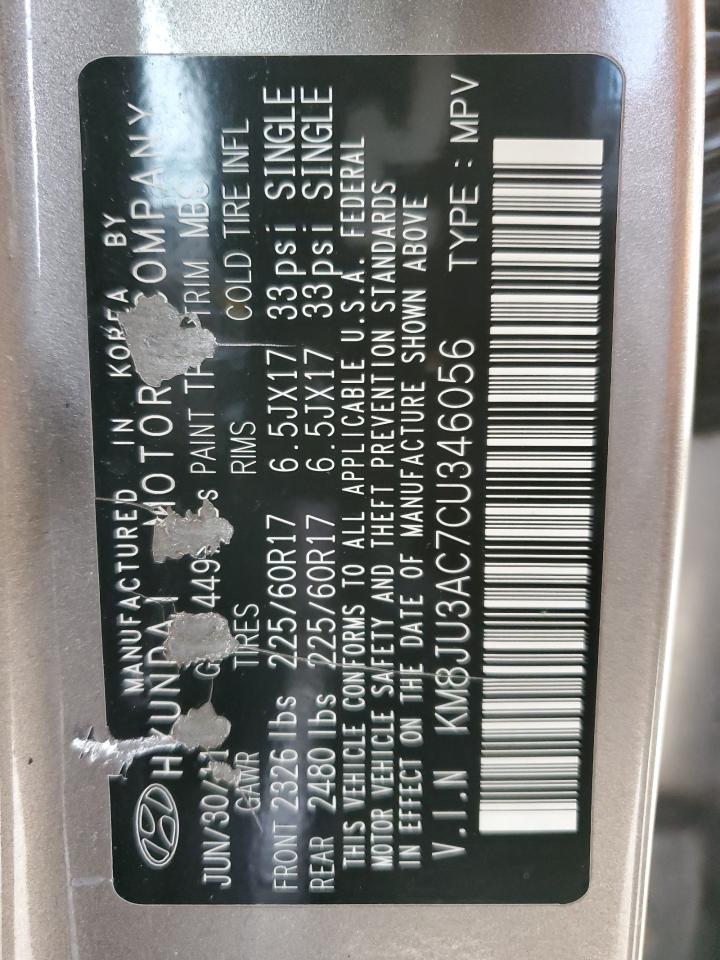 MANUFACTURED IN KOREA BY
HYUNDAI MOTOR COMPANY
JUN/30/11 449 PAINT TRIM MBS
GAWR TIRES RIMS COLD TIRE INFL
FRONT 2326 lbs 225/60R17 6.5JX17 33psi SINGLE
REAR 2480 lbs 225/60R17 6.5JX17 33psi SINGLE
THIS VEHICLE CONFORMS TO ALL APPLICABLE U.S.A. FEDERAL
MOTOR VEHICLE SAFETY AND THEFT PREVENTION STANDARDS
IN EFFECT ON THE DATE OF MANUFACTURE SHOWN ABOVE
V.I.N KM8JU3AC7CU346056 TYPE : MPV